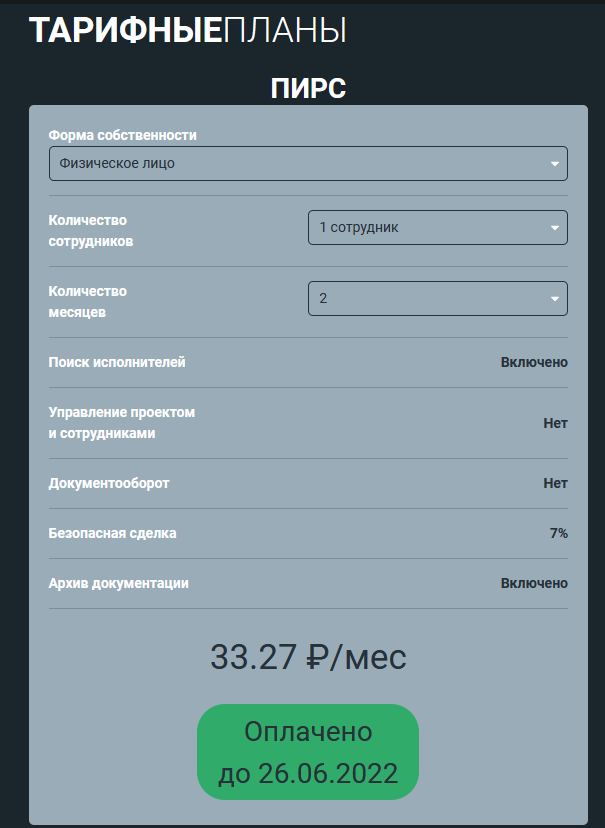 ТАРИФНЫЕПЛАНЫ
ПИРС
Форма собственности
Физическое лицо
Количество
сотрудников
1 сотрудник
Количество
месяцев
2
Поиск исполнителей
Включено
Управление проектом
и сотрудниками
Нет
Документооборот
Нет
Безопасная сделка
7%
Архив документации
Включено
33.27 ₽/мес
Оплачено
до 26.06.2022